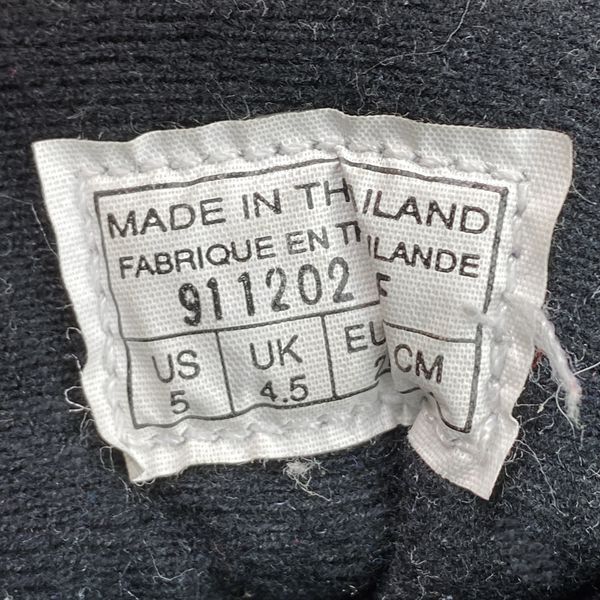 MADE IN THAILAND
FABRIQUE EN THAILANDE
911202
US UK EU CM
5 4.5